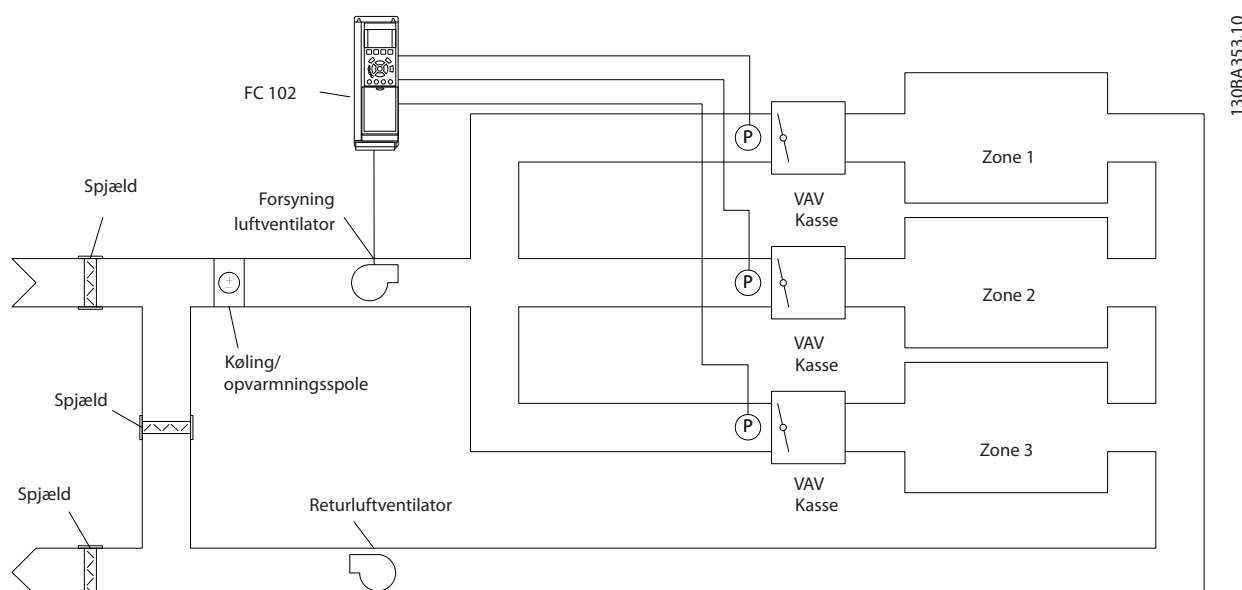 130BA353.10
FC 102
Spjæld
Forsyning
luftventilator
P
VAV
Kasse
Zone 1
P
VAV
Kasse
Zone 2
Køling/
opvarmningsspole
Spjæld
P
VAV
Kasse
Zone 3
Spjæld
Returluftventilator